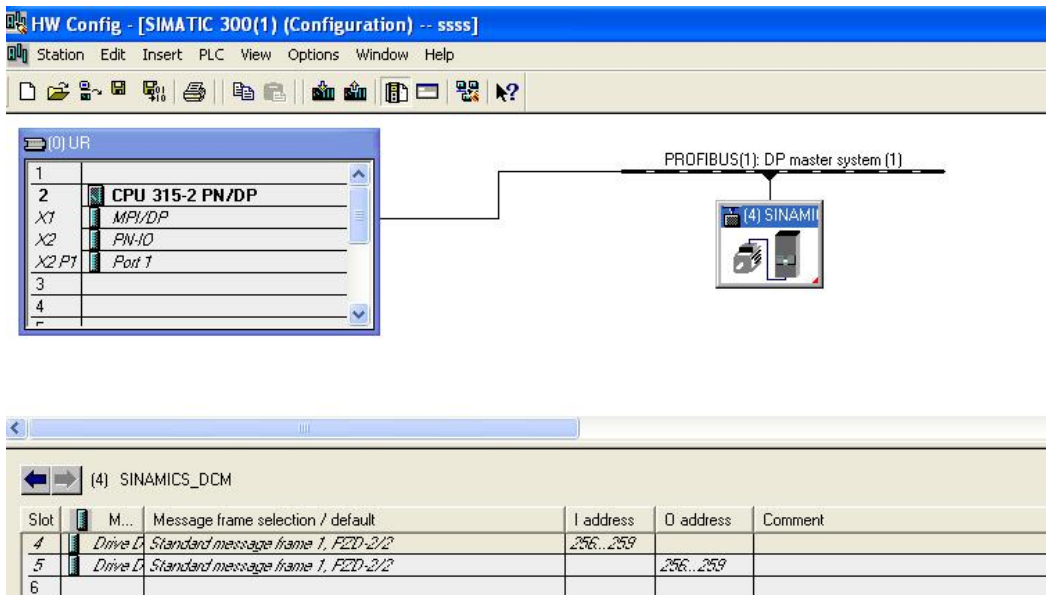 HW Config - [SIMATIC 300(1) (Configuration) -- ssss]
Station Edit Insert PLC View Options Window Help
(0) UR
1
2 CPU 315-2 PN/DP
X1 MPI/DP
X2 PN-IO
X2 P1 Port 1
3
4
PROFIBUS(1): DP master system (1)
(4) SINAMI
(4) SINAMICS_DCM
Slot M... Message frame selection / default I address O address Comment
4 Drive D Standard message frame 1, PZD-2/2 256...259
5 Drive D Standard message frame 1, PZD-2/2 256...259
6